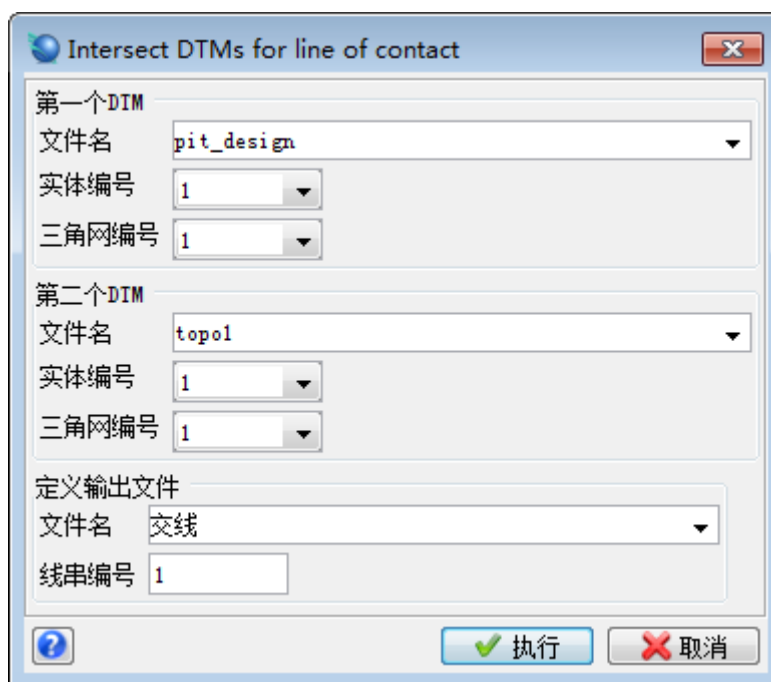 Intersect DTMs for line of contact
第一个DTM
文件名 pit_design
实体编号 1
三角网编号 1
第二个DTM
文件名 topo1
实体编号 1
三角网编号 1
定义输出文件
文件名 交线
线串编号 1
? 执行 取消